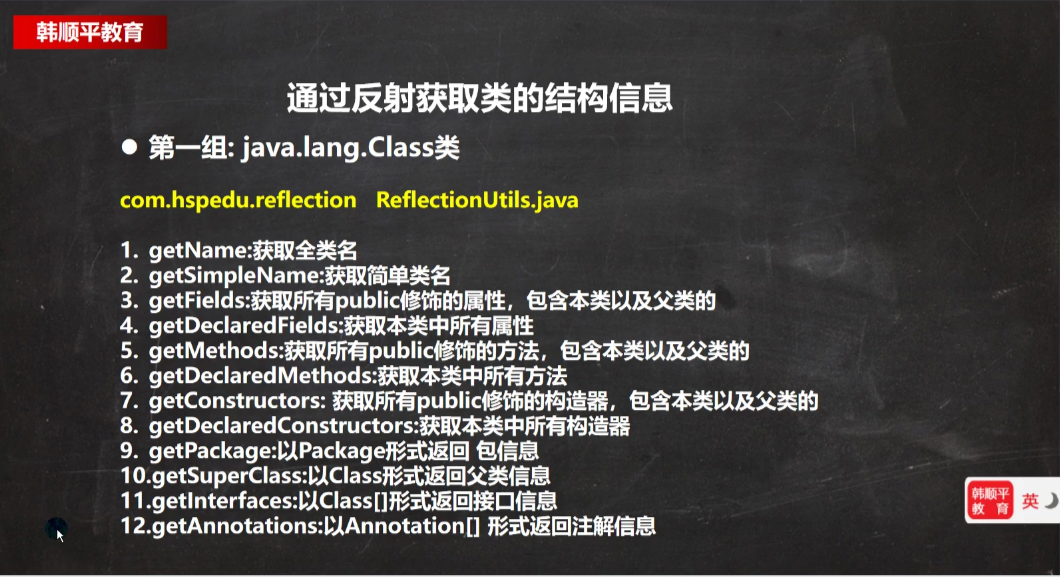 韩顺平教育
通过反射获取类的结构信息
● 第一组: java.lang.Class类
com.hspedu.reflection ReflectionUtils.java
1. getName:获取全类名
2. getSimpleName:获取简单类名
3. getFields:获取所有public修饰的属性，包含本类以及父类的
4. getDeclaredFields:获取本类中所有属性
5. getMethods:获取所有public修饰的方法，包含本类以及父类的
6. getDeclaredMethods:获取本类中所有方法
7. getConstructors: 获取所有public修饰的构造器，包含本类以及父类的
8. getDeclaredConstructors:获取本类中所有构造器
9. getPackage:以Package形式返回 包信息
10.getSuperClass:以Class形式返回父类信息
11.getInterfaces:以Class[]形式返回接口信息
12.getAnnotations:以Annotation[] 形式返回注解信息
韩顺平
教 育
英